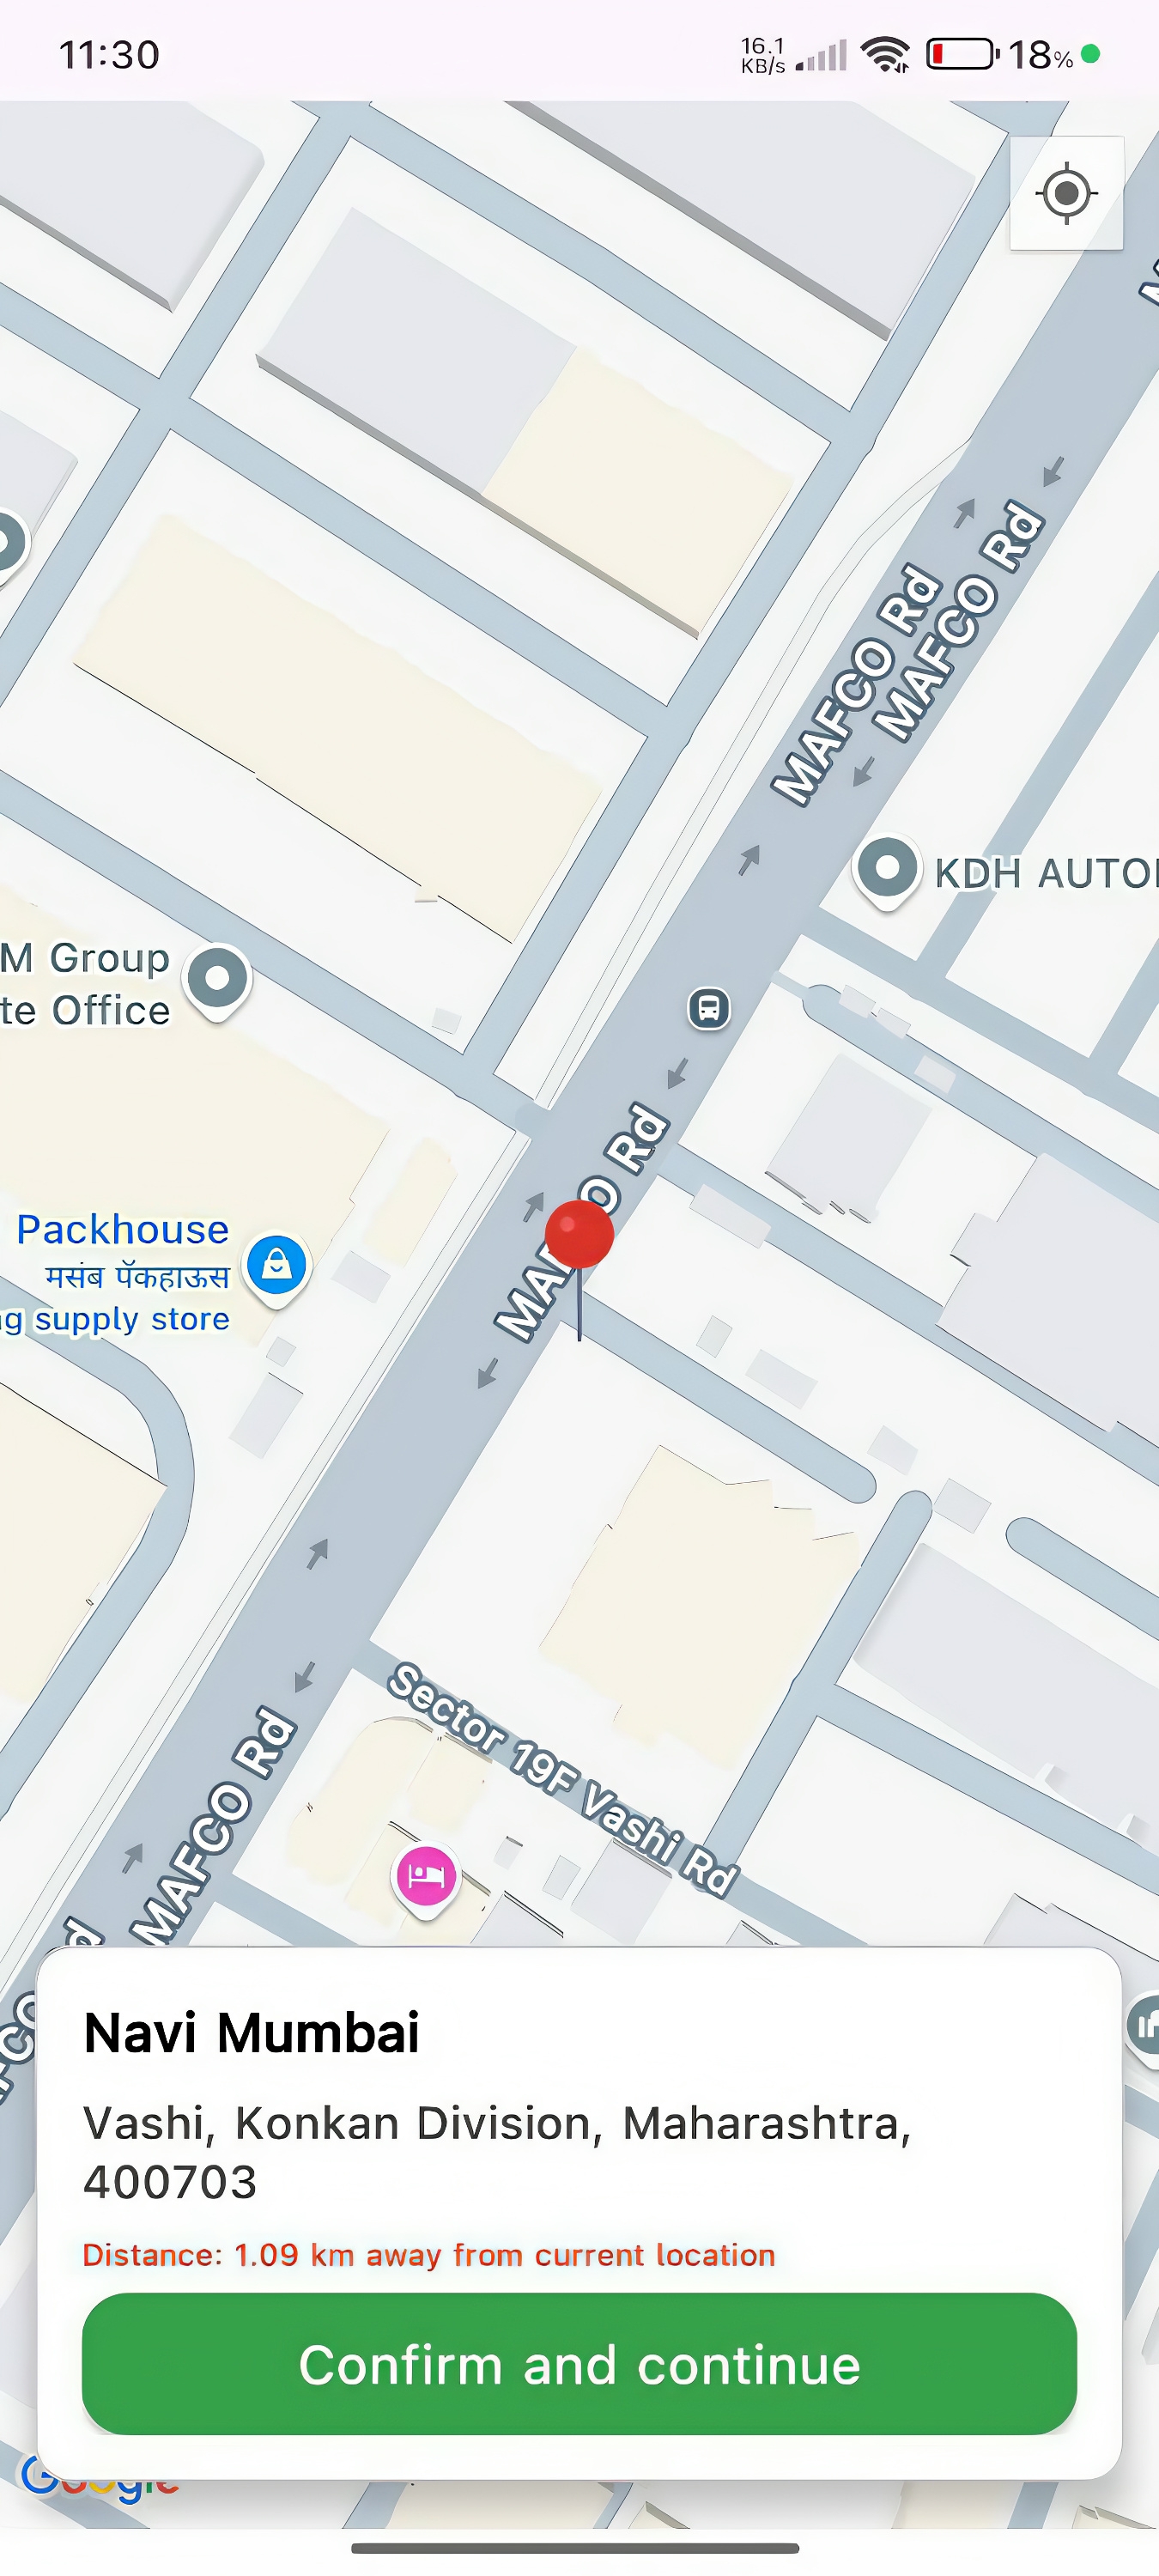 11:30
16.1
KB/s
18%
MAFCO Rd
MAFCO Rd
KDH AUTO
M Group
te Office
Rd
Packhouse
मसंब पॅकहाऊस
g supply store
Sector 19F Vashi Rd
MAFCO Rd
Navi Mumbai
Vashi, Konkan Division, Maharashtra,
400703
Distance: 1.09 km away from current location
Confirm and continue
Google